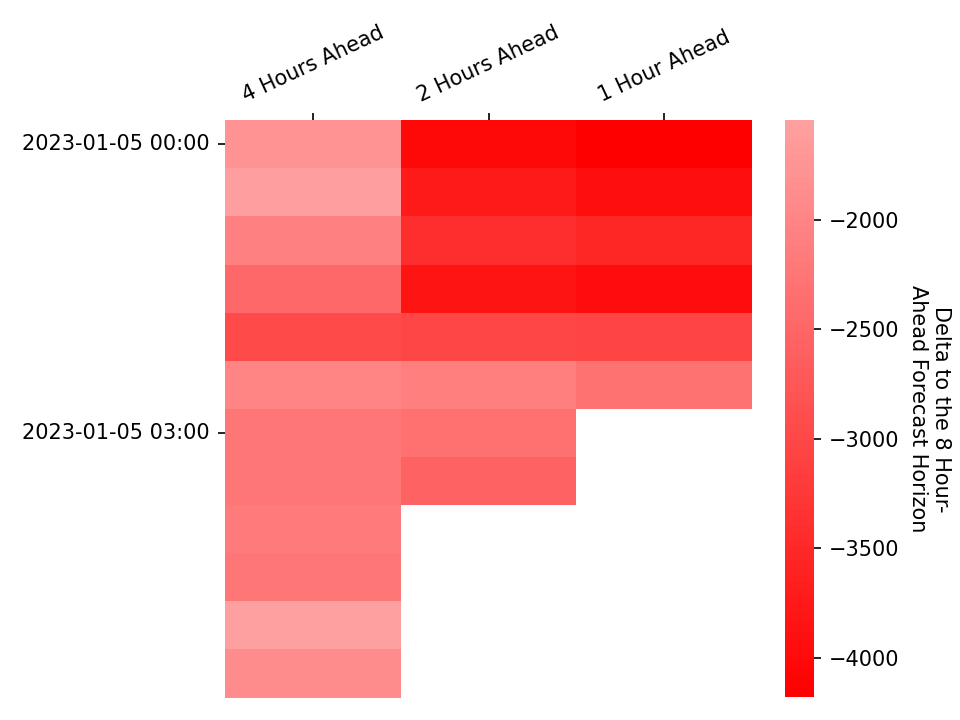 4 Hours Ahead
2 Hours Ahead
1 Hour Ahead
2023-01-05 00:00
2023-01-05 03:00
−2000
−2500
−3000
−3500
−4000
Delta to the 8 Hour-
Ahead Forecast Horizon